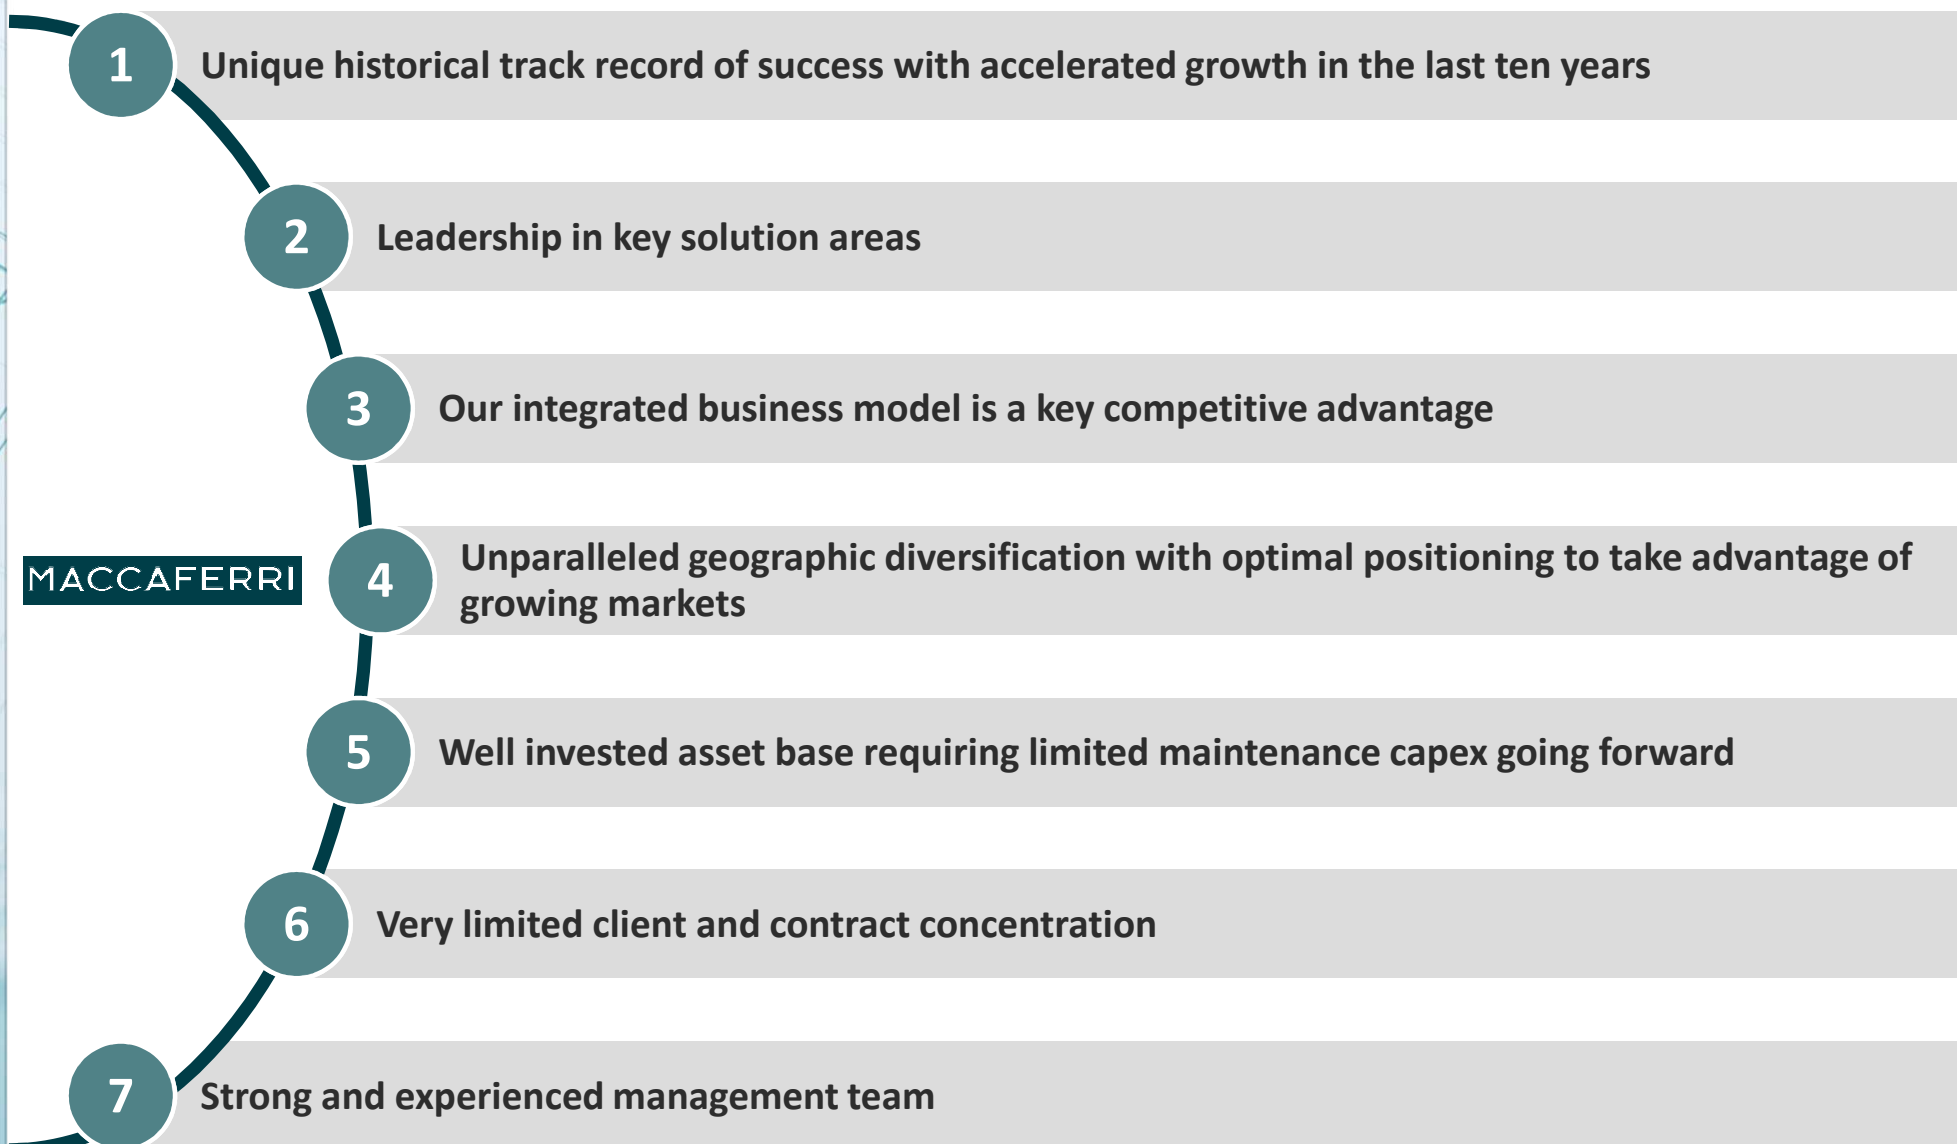 1
Unique historical track record of success with accelerated growth in the last ten years
2
Leadership in key solution areas
3
Our integrated business model is a key competitive advantage
MACCAFERRI
4
Unparalleled geographic diversification with optimal positioning to take advantage of
growing markets
5
Well invested asset base requiring limited maintenance capex going forward
6
Very limited client and contract concentration
7
Strong and experienced management team